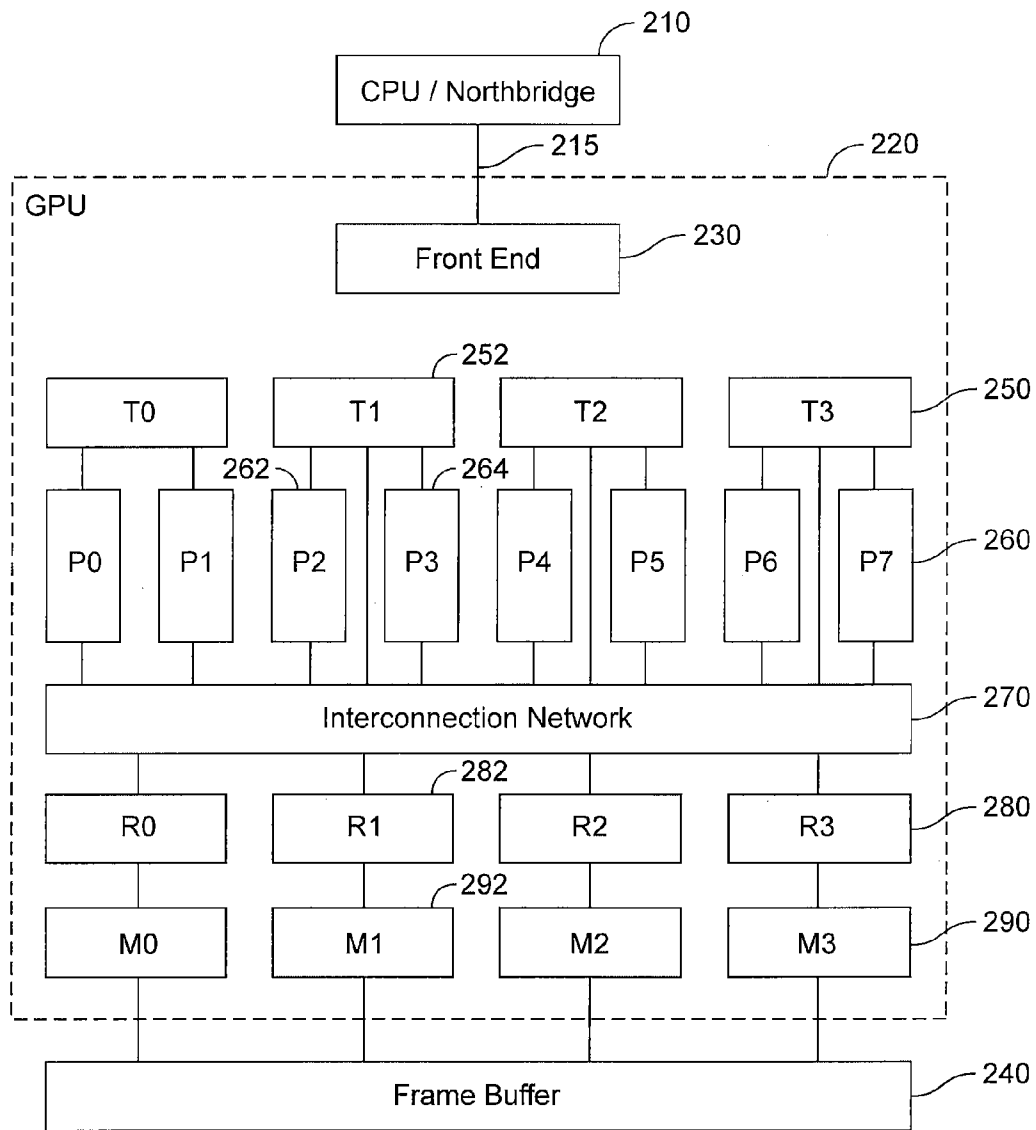 210
CPU / Northbridge
215
220
GPU
230
Front End
252
250
T0 T1 T2 T3
262 264
P0 P1 P2 P3 P4 P5 P6 P7
260
Interconnection Network
270
282
R0 R1 R2 R3
280
292
M0 M1 M2 M3
290
Frame Buffer
240